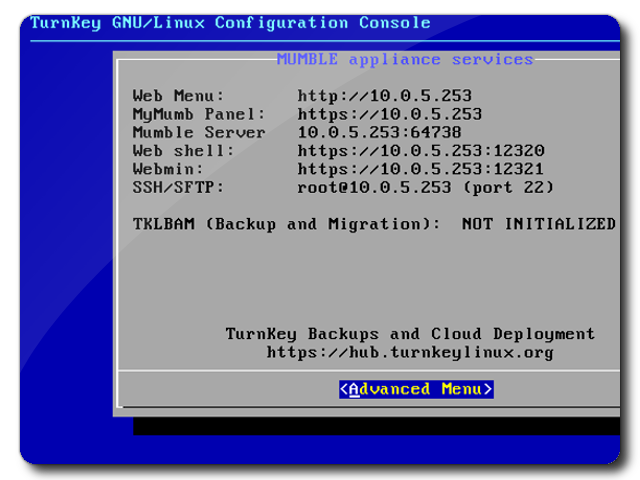 TurnKey GNU/Linux Configuration Console
MUMBLE appliance services
Web Menu: http://10.0.5.253
MyMumb Panel: https://10.0.5.253
Mumble Server 10.0.5.253:64738
Web shell: https://10.0.5.253:12320
Webmin: https://10.0.5.253:12321
SSH/SFTP: root@10.0.5.253 (port 22)
TKLBAM (Backup and Migration): NOT INITIALIZED
TurnKey Backups and Cloud Deployment
https://hub.turnkeylinux.org
<Advanced Menu>